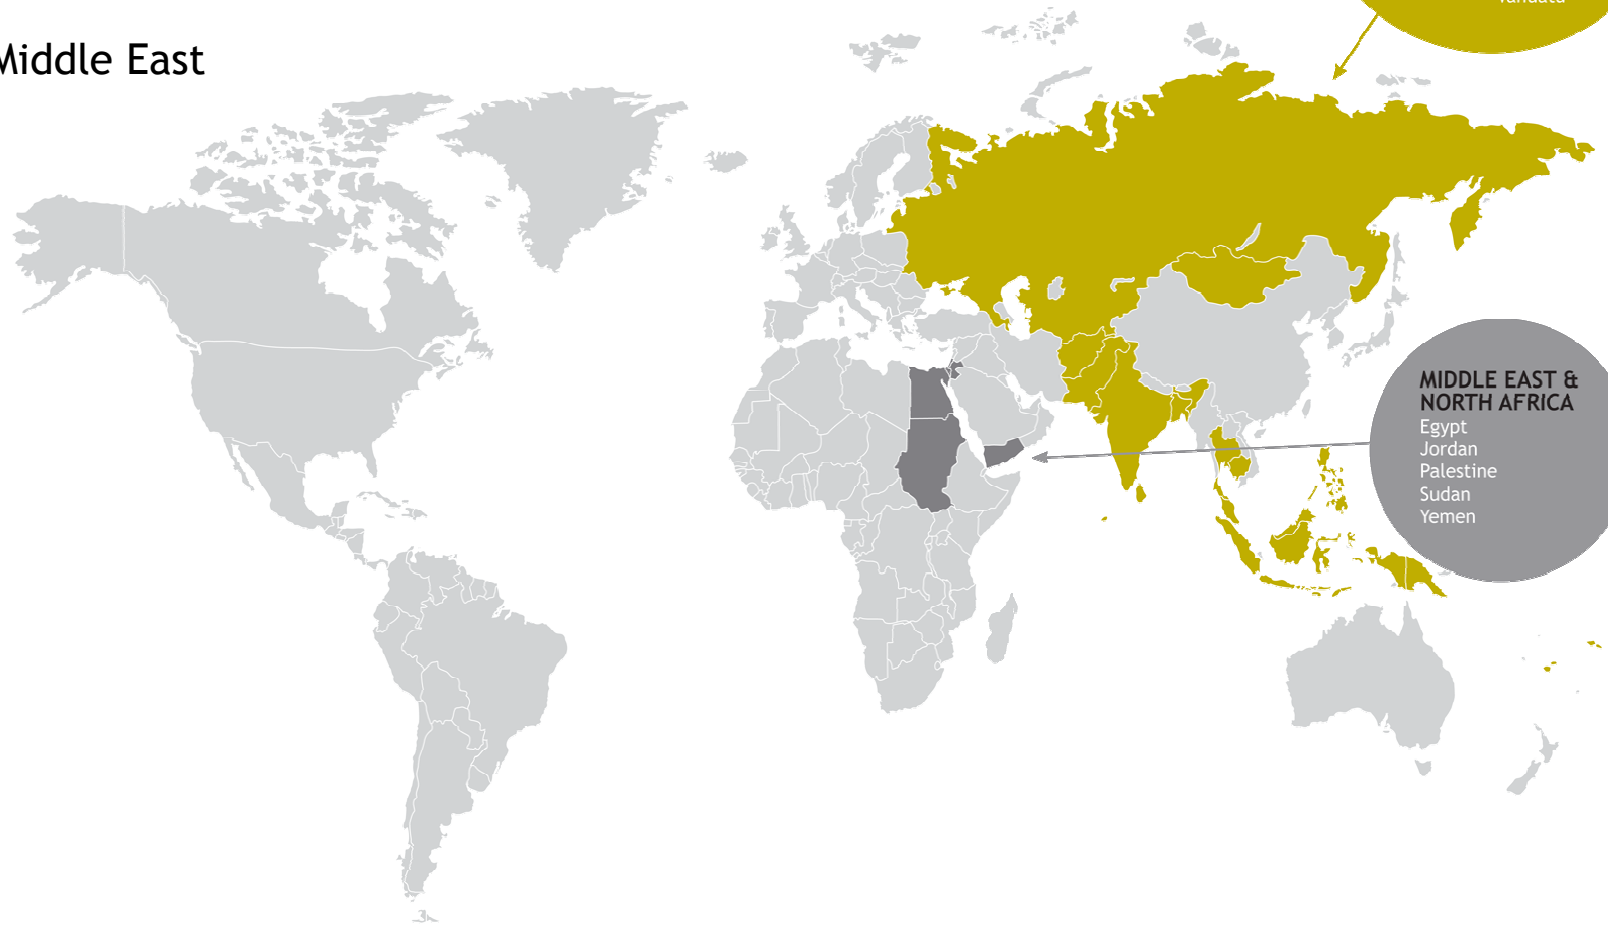 Middle East
MIDDLE EAST &
NORTH AFRICA
Egypt
Jordan
Palestine
Sudan
Yemen